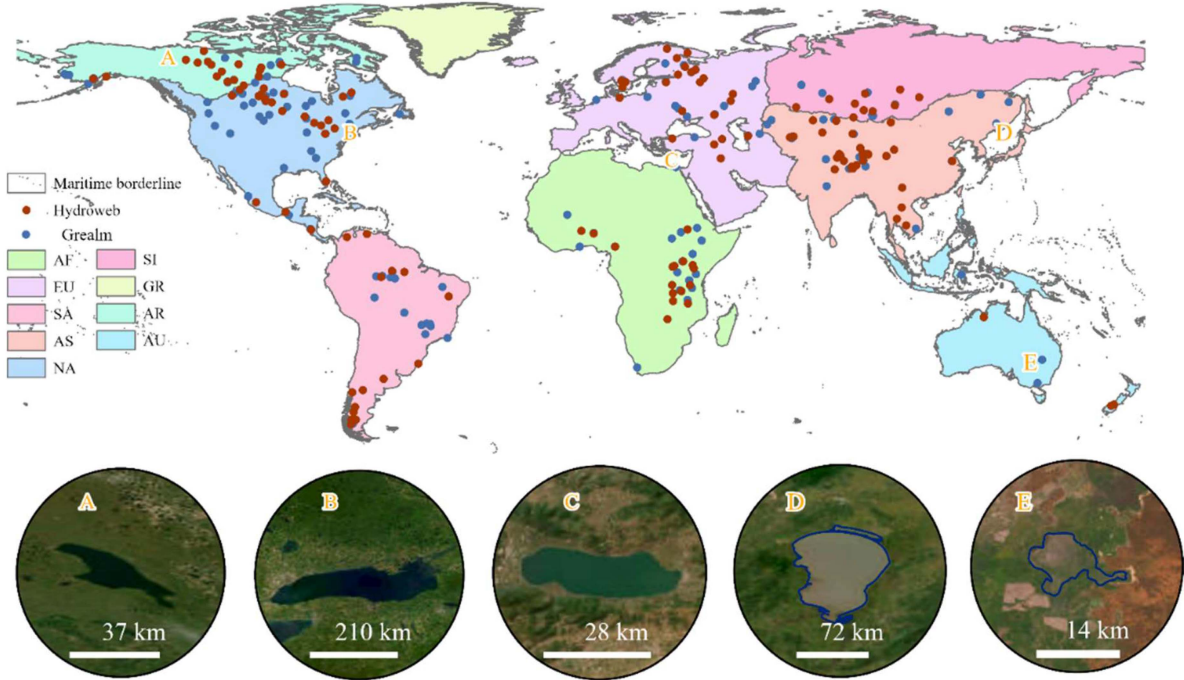 A
B
C
D
E
Maritime borderline
Hydroweb
Grealm
AF
SI
EU
GR
SA
AR
AS
AU
NA
A
B
C
D
E
37 km
210 km
28 km
72 km
14 km